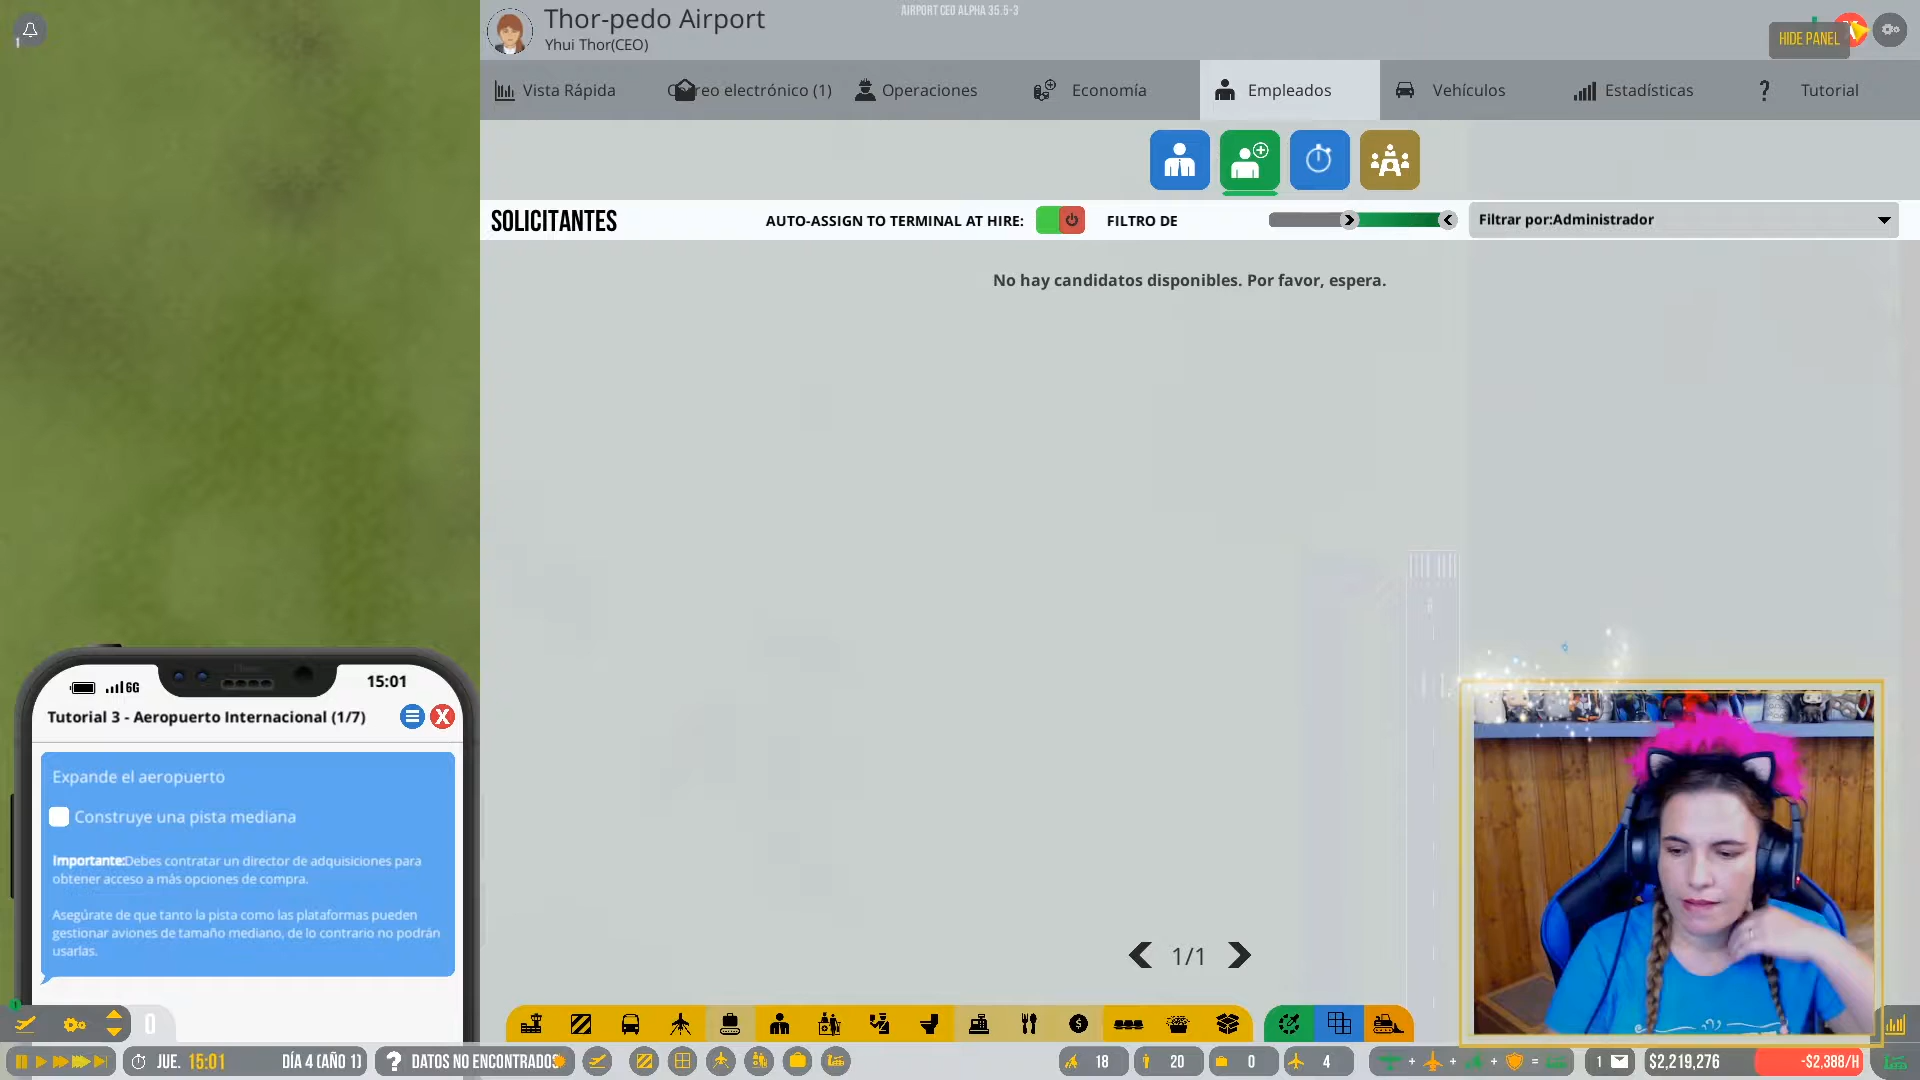 1
Thor-pedo Airport
Yhui Thor(CEO)
AIRPORT CEO ALPHA 35.5-3
HIDE PANEL
Vista Rápida
Correo electrónico (1)
Operaciones
Economía
Empleados
Vehículos
Estadísticas
? Tutorial
SOLICITANTES
AUTO-ASSIGN TO TERMINAL AT HIRE:
FILTRO DE
Filtrar por:Administrador
No hay candidatos disponibles. Por favor, espera.
6G
15:01
Tutorial 3 - Aeropuerto Internacional (1/7)
Expande el aeropuerto
Construye una pista mediana
Importante:Debes contratar un director de adquisiciones para
obtener acceso a más opciones de compra.
Asegúrate de que tanto la pista como las plataformas pueden
gestionar aviones de tamaño mediano, de lo contrario no podrán
usarlas.
1/1
0
JUE. 15:01
DÍA 4 (AÑO 1)
? DATOS NO ENCONTRADOS
18
20
0
4
+ + + =
1
$2,219,276
-$2,388/H